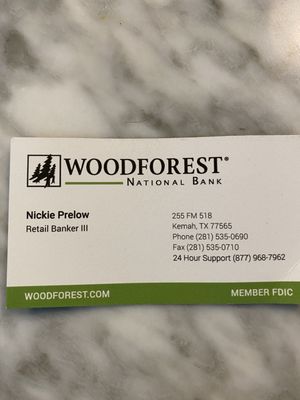 WOODFOREST®
NATIONAL BANK
Nickie Prelow
Retail Banker III
255 FM 518
Kemah, TX 77565
Phone (281) 535-0690
Fax (281) 535-0710
24 Hour Support (877) 968-7962
WOODFOREST.COM
MEMBER FDIC